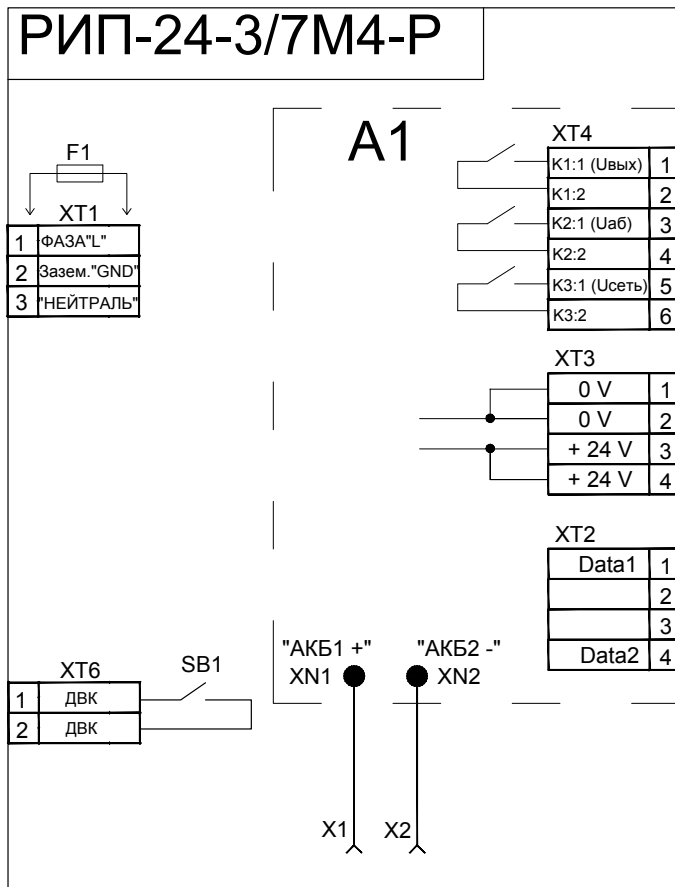 РИП-24-3/7М4-Р
F1
XT1
1 ФАЗА"L"
2 Зазем."GND"
3 "НЕЙТРАЛЬ"
A1
XT4
K1:1 (Uвых) 1
K1:2 2
K2:1 (Uаб) 3
K2:2 4
K3:1 (Uсеть) 5
K3:2 6
XT3
0 V 1
0 V 2
+ 24 V 3
+ 24 V 4
XT2
Data1 1
2
3
Data2 4
"АКБ1 +" "АКБ2 -"
XN1 XN2
XT6
SB1
1 ДВК
2 ДВК
X1 X2